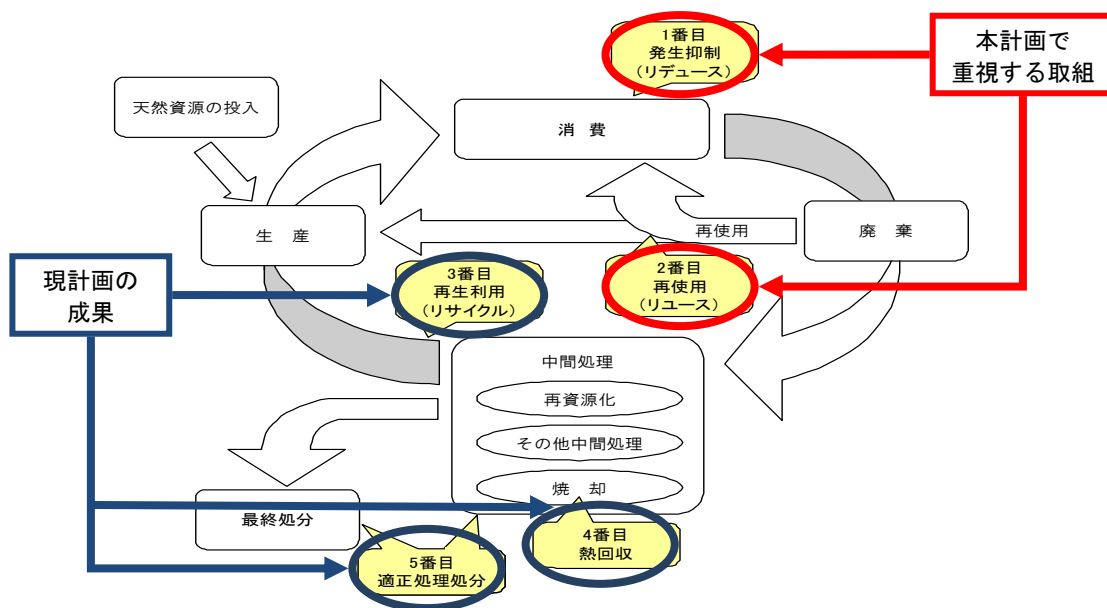 1番目
発生抑制
(リデュース)
本計画で
重視する取組
天然資源の投入
消　費
生　産
再使用
廃　棄
現計画の
成果
3番目
再生利用
(リサイクル)
2番目
再使用
(リユース)
中間処理
再資源化
その他中間処理
焼　却
最終処分
4番目
熱回収
5番目
適正処理処分